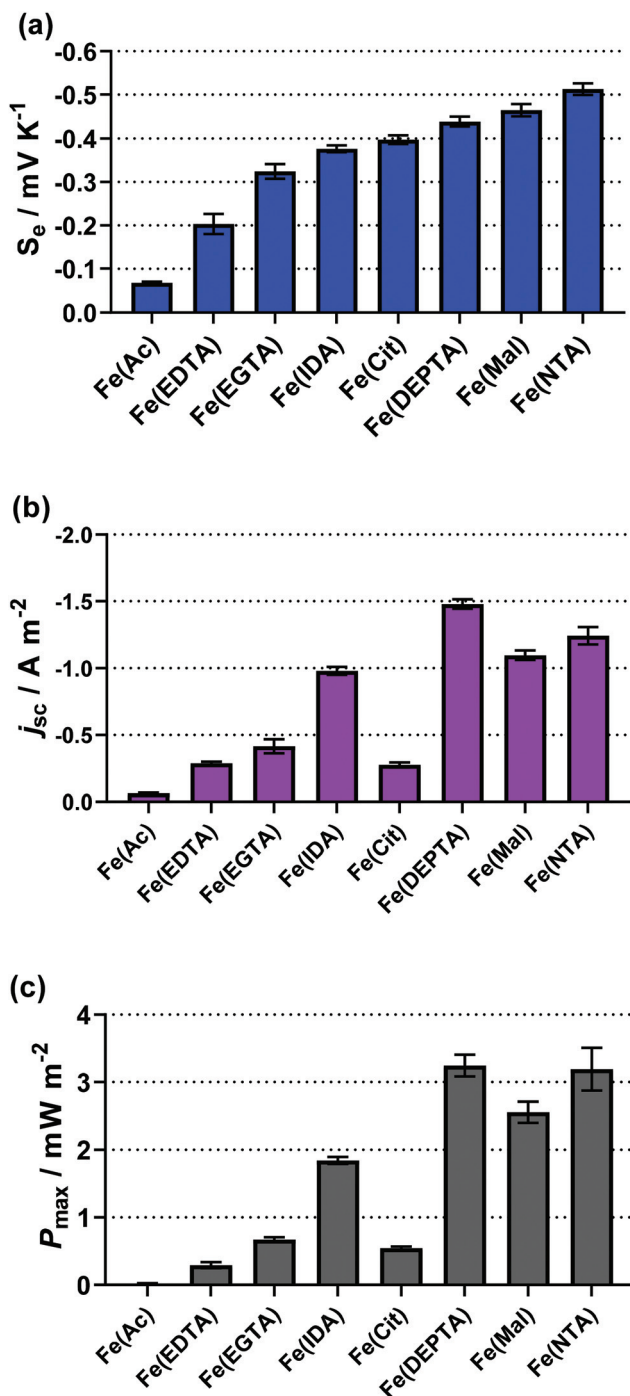 (a)
Sₑ / mV K⁻¹
-0.6
-0.5
-0.4
-0.3
-0.2
-0.1
0.0
Fe(Ac)
Fe(EDTA)
Fe(EGTA)
Fe(IDA)
Fe(Cit)
Fe(DEPTA)
Fe(Mal)
Fe(NTA)
(b)
jsc / A m⁻²
-2.0
-1.5
-1.0
-0.5
0.0
Fe(Ac)
Fe(EDTA)
Fe(EGTA)
Fe(IDA)
Fe(Cit)
Fe(DEPTA)
Fe(Mal)
Fe(NTA)
(c)
Pmax / mW m⁻²
4
3
2
1
0
Fe(Ac)
Fe(EDTA)
Fe(EGTA)
Fe(IDA)
Fe(Cit)
Fe(DEPTA)
Fe(Mal)
Fe(NTA)